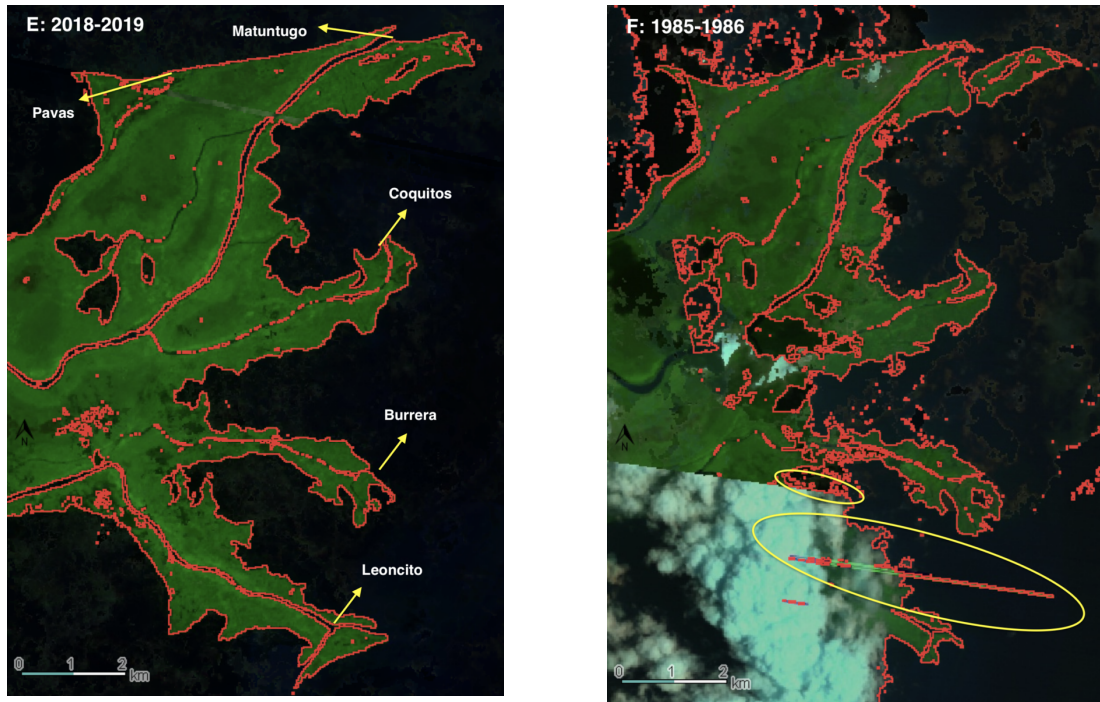 E: 2018-2019
Matuntugo
Pavas
Coquitos
Burrera
Leoncito
N
0 1 2
km
F: 1985-1986
N
0 1 2
km